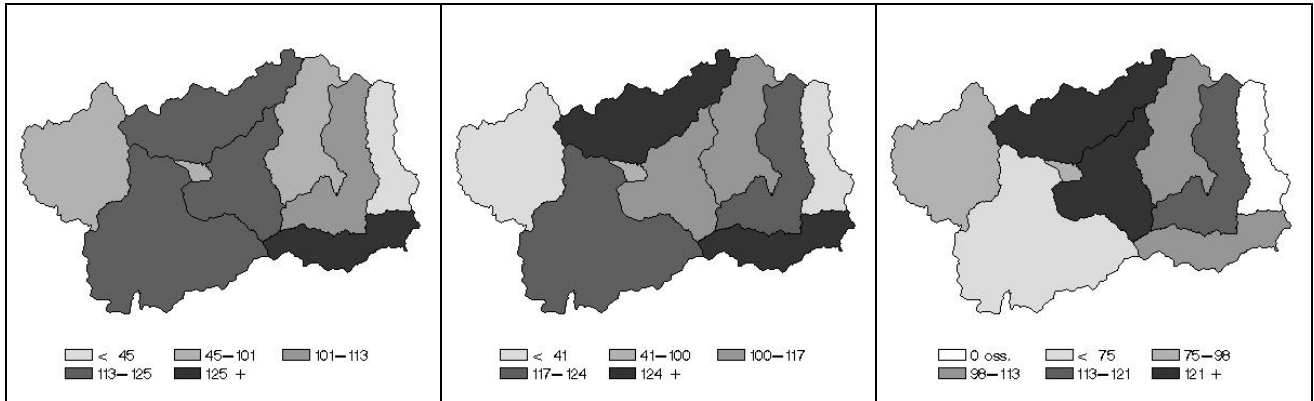 < 45 45–101 101–113
113–125 125 +
< 41 41–100 100–117
117–124 124 +
0 oss. < 75 75–98
98–113 113–121 121 +